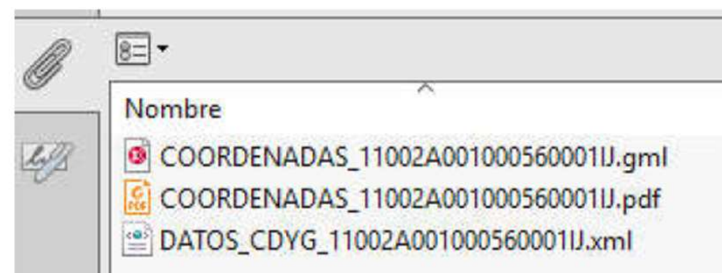 Nombre
COORDENADAS_11002A001000560001IJ.gml
COORDENADAS_11002A001000560001IJ.pdf
DATOS_CDYG_11002A001000560001IJ.xml